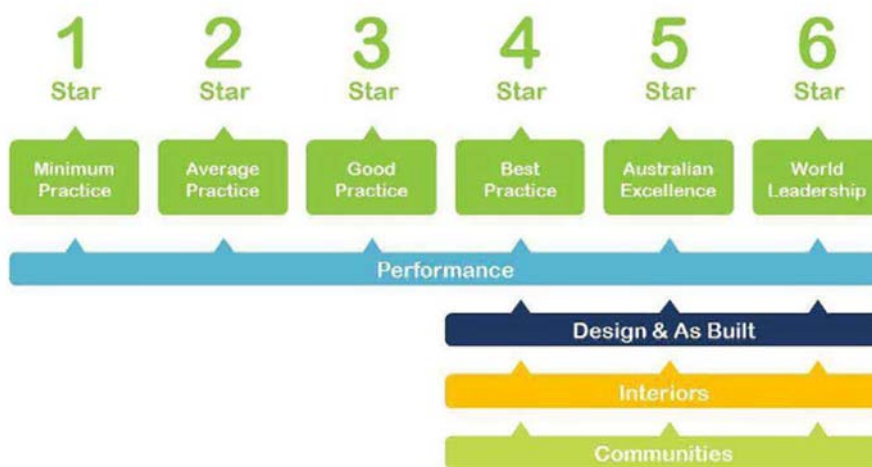 1 2 3 4 5 6
Star Star Star Star Star Star
Minimum Average Good Best Australian World
Practice Practice Practice Practice Excellence Leadership
Performance
Design & As Built
Interiors
Communities